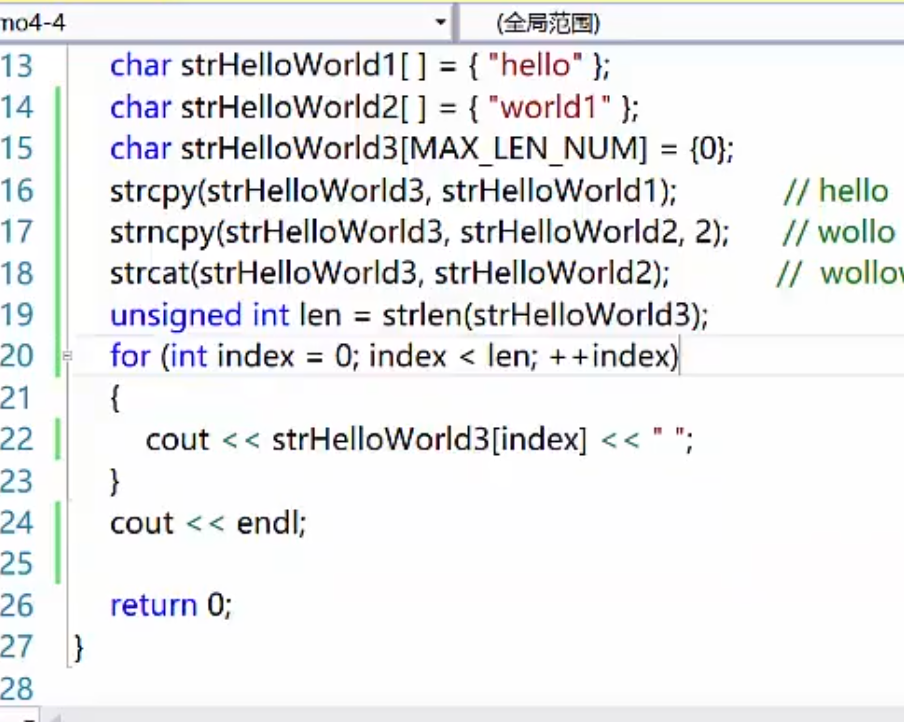 mo4-4 (全局范围)
13 char strHelloWorld1[ ] = { "hello" };
14 char strHelloWorld2[ ] = { "world1" };
15 char strHelloWorld3[MAX_LEN_NUM] = {0};
16 strcpy(strHelloWorld3, strHelloWorld1); // hello
17 strncpy(strHelloWorld3, strHelloWorld2, 2); // wollo
18 strcat(strHelloWorld3, strHelloWorld2); // wollow
19 unsigned int len = strlen(strHelloWorld3);
20 for (int index = 0; index < len; ++index)
21 {
22 cout << strHelloWorld3[index] << " ";
23 }
24 cout << endl;
25
26 return 0;
27 }
28